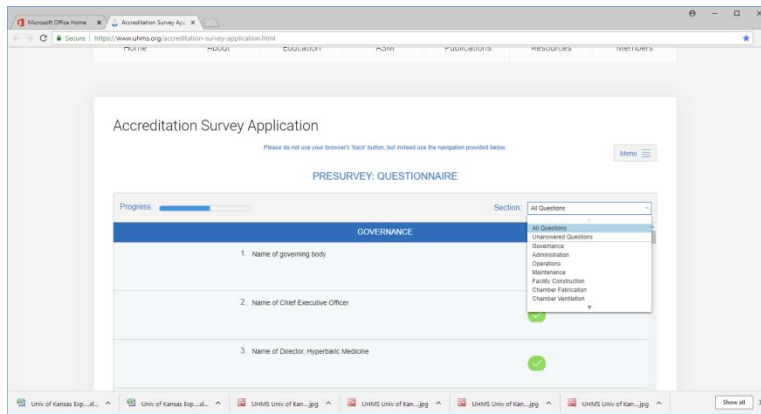 Microsoft Office Home
Accreditation Survey App
Secure | https://www.uhms.org/accreditation-survey-application.html
Home About Education ASM Publications Resources Members
Accreditation Survey Application
Please do not use your browser's 'back' button, but instead use the navigation provided below.
Menu
PRESURVEY: QUESTIONNAIRE
Progress:
Section: All Questions
All Questions
Unanswered Questions
Governance
Administration
Operations
Maintenance
Facility Construction
Chamber Fabrication
Chamber Ventilation
GOVERNANCE
1. Name of governing body
2. Name of Chief Executive Officer
3. Name of Director, Hyperbaric Medicine
Univ of Kansas Exp....xl...
Univ of Kansas Exp....xl...
UHMS Univ of Kan...jpg
UHMS Univ of Kan...jpg
UHMS Univ of Kan...jpg
UHMS Univ of Kan...jpg
Show all